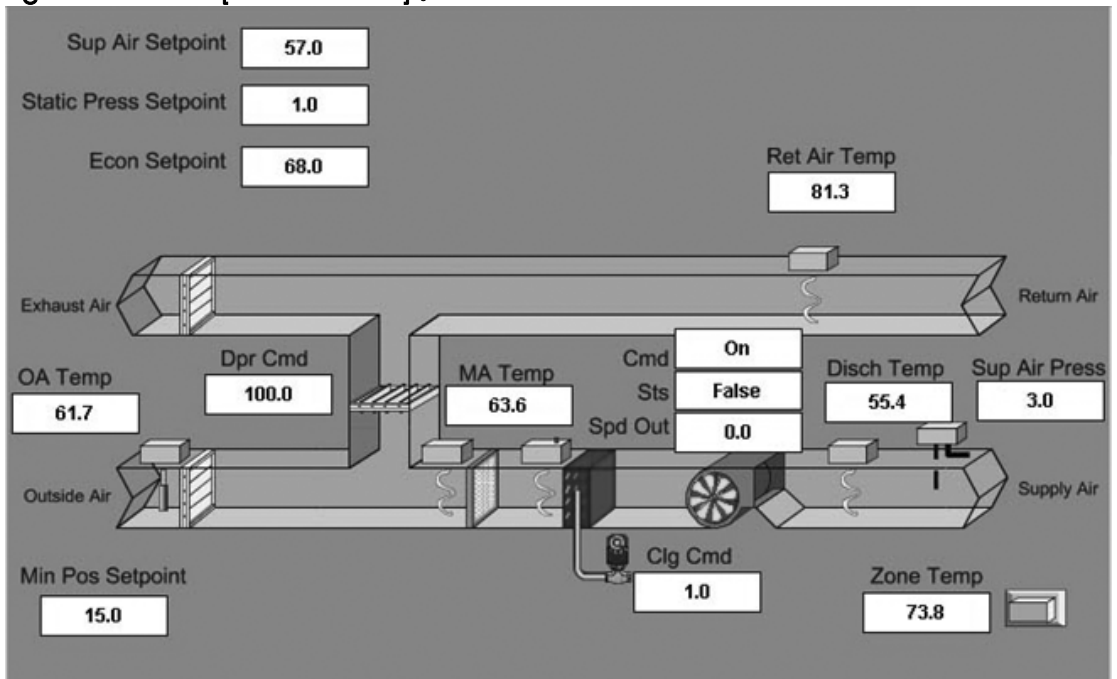 Sup Air Setpoint 57.0
Static Press Setpoint 1.0
Econ Setpoint 68.0
Ret Air Temp
81.3
Exhaust Air
Return Air
Dpr Cmd
100.0
OA Temp
61.7
MA Temp
63.6
Cmd On
Sts False
Spd Out 0.0
Disch Temp
55.4
Sup Air Press
3.0
Outside Air
Supply Air
Min Pos Setpoint
15.0
Clg Cmd
1.0
Zone Temp
73.8